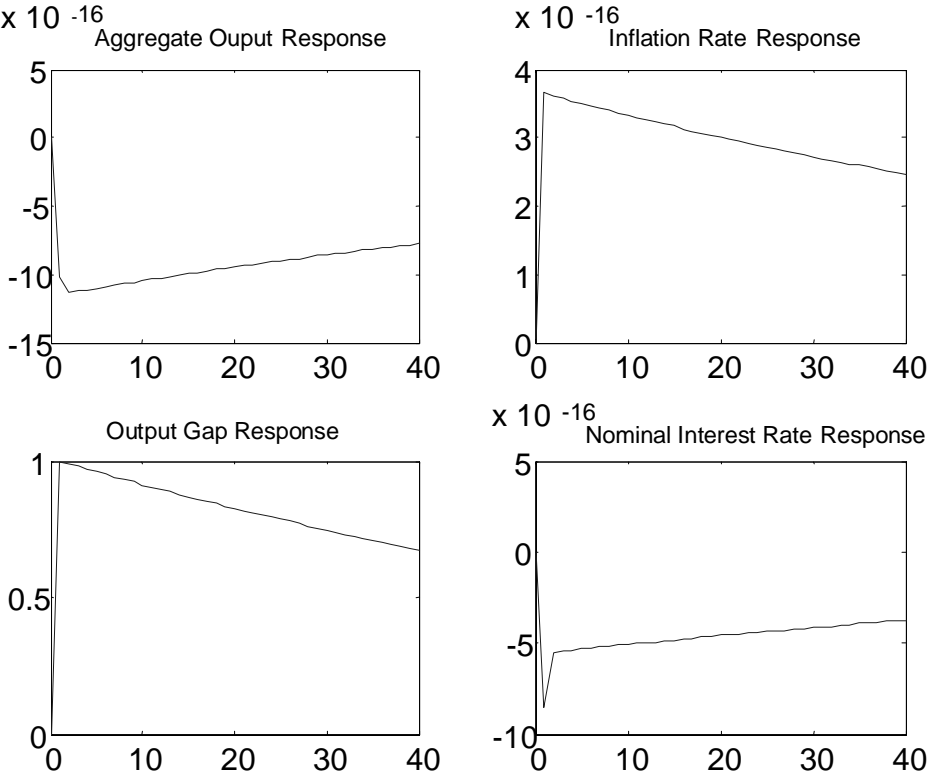 x 10 -16
Aggregate Ouput Response
5
0
-5
-10
-15
0 10 20 30 40
x 10 -16
Inflation Rate Response
4
3
2
1
0
0 10 20 30 40
Output Gap Response
1
0.5
0
0 10 20 30 40
x 10 -16
Nominal Interest Rate Response
5
0
-5
-10
0 10 20 30 40